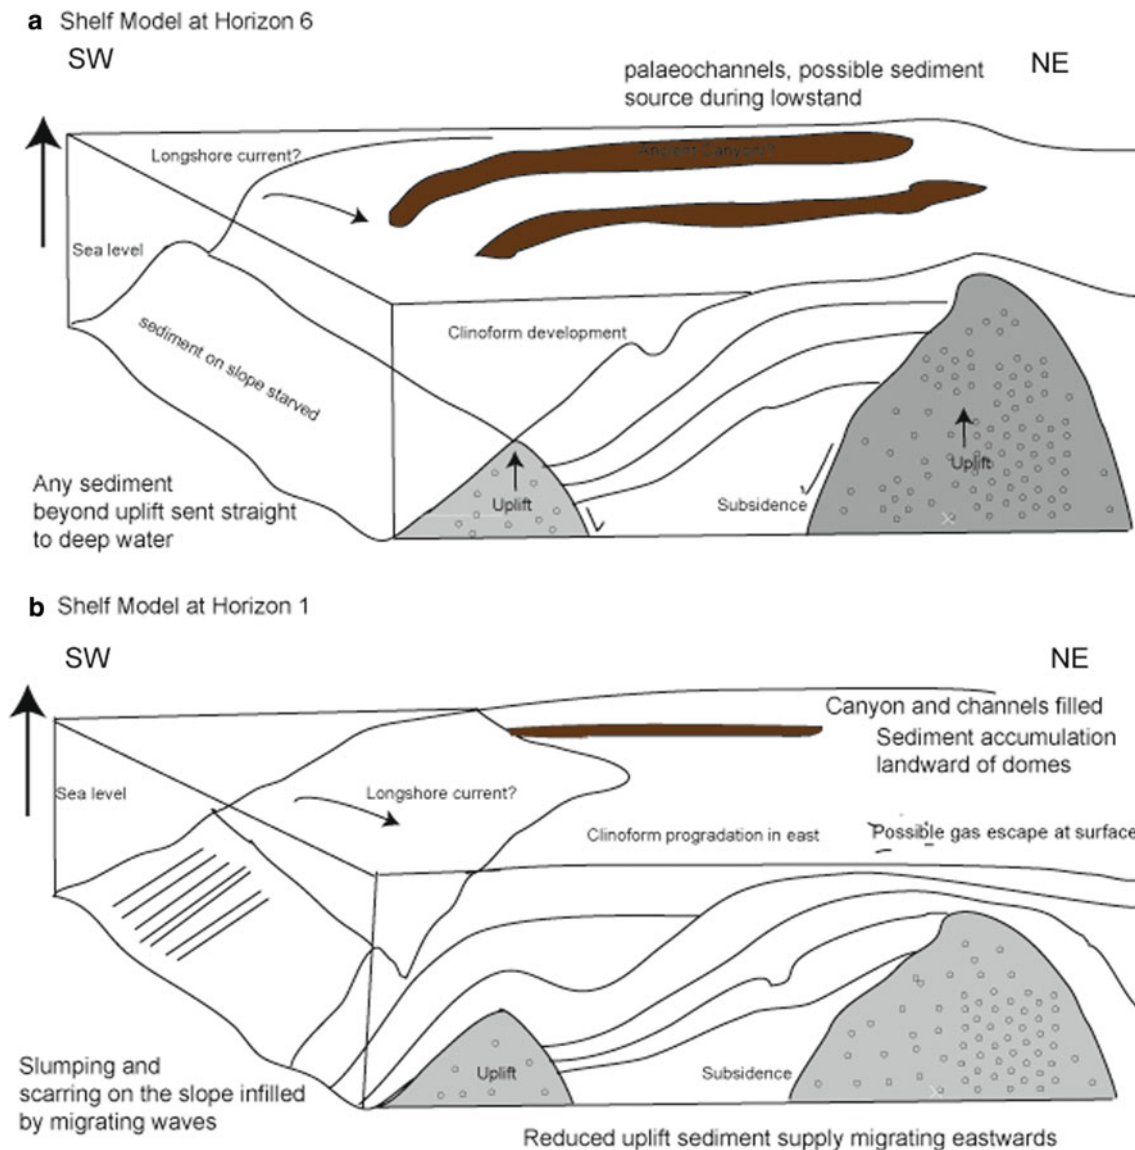 a Shelf Model at Horizon 6
SW
NE
palaeochannels, possible sediment
source during lowstand
Longshore current?
Ancient Canyon?
Sea level
sediment on slope starved
Clinoform development
Uplift
Subsidence
Uplift
Any sediment
beyond uplift sent straight
to deep water
b Shelf Model at Horizon 1
SW
NE
Canyon and channels filled
Sediment accumulation
landward of domes
Sea level
Longshore current?
Clinoform progradation in east
Possible gas escape at surface
Uplift
Subsidence
Slumping and
scarring on the slope infilled
by migrating waves
Reduced uplift sediment supply migrating eastwards